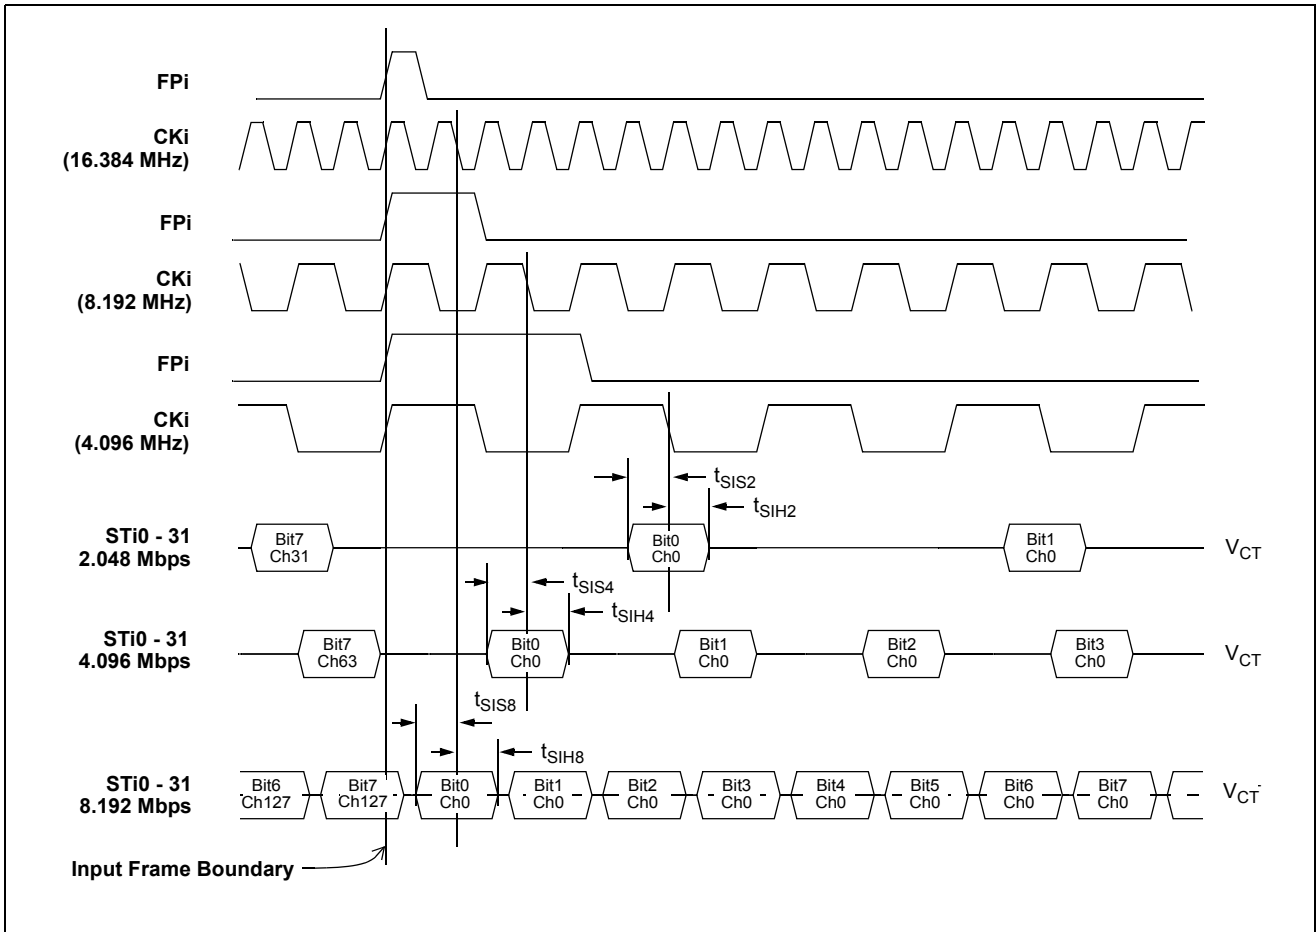 FPi
CKi
(16.384 MHz)
FPi
CKi
(8.192 MHz)
FPi
CKi
(4.096 MHz)
tSIS2
tSIH2
STi0 - 31
2.048 Mbps
Bit7
Ch31
Bit0
Ch0
Bit1
Ch0
VCT
tSIS4
tSIH4
STi0 - 31
4.096 Mbps
Bit7
Ch63
Bit0
Ch0
Bit1
Ch0
Bit2
Ch0
Bit3
Ch0
VCT
tSIS8
tSIH8
STi0 - 31
8.192 Mbps
Bit6
Ch127
Bit7
Ch127
Bit0
Ch0
Bit1
Ch0
Bit2
Ch0
Bit3
Ch0
Bit4
Ch0
Bit5
Ch0
Bit6
Ch0
Bit7
Ch0
VCT
Input Frame Boundary